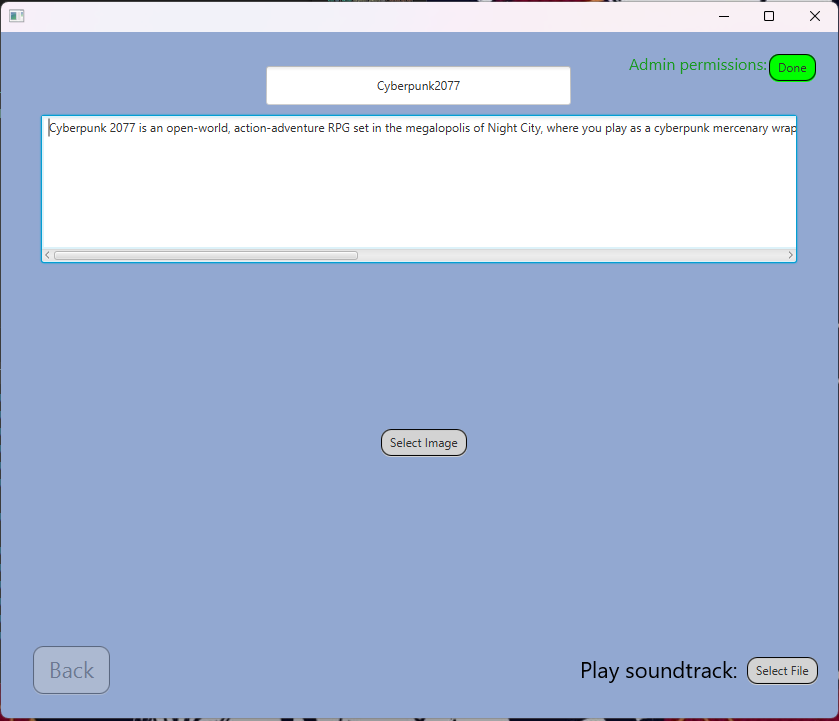 Admin permissions: Done
Cyberpunk2077
Cyberpunk 2077 is an open-world, action-adventure RPG set in the megalopolis of Night City, where you play as a cyberpunk mercenary wrap
Select Image
Back
Play soundtrack: Select File